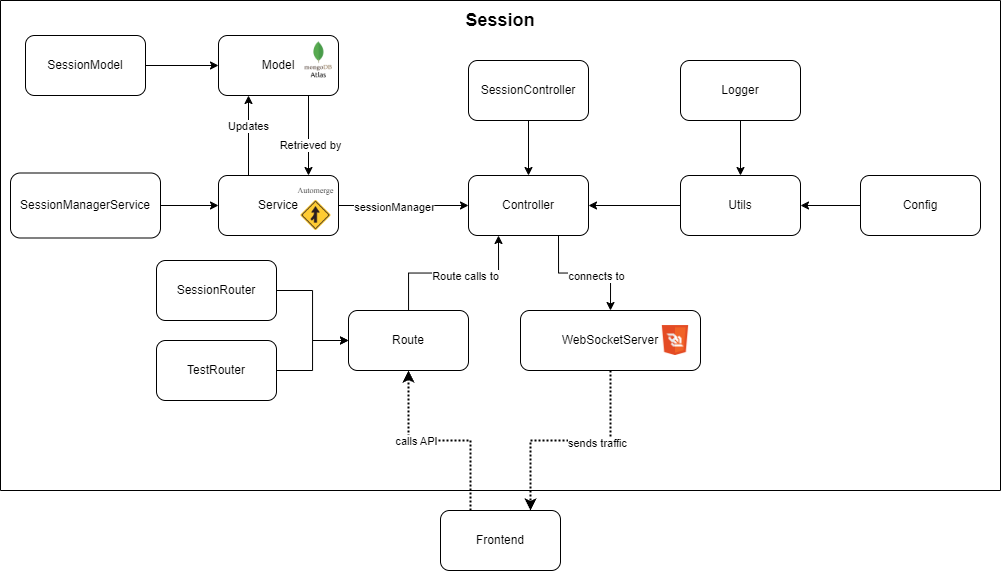 Session
SessionModel
Model
mongoDB
Atlas
SessionController
Logger
Updates
Retrieved by
SessionManagerService
Service
Automerge
sessionManager
Controller
Utils
Config
SessionRouter
Route calls to
connects to
TestRouter
Route
WebSocketServer
calls API
sends traffic
Frontend